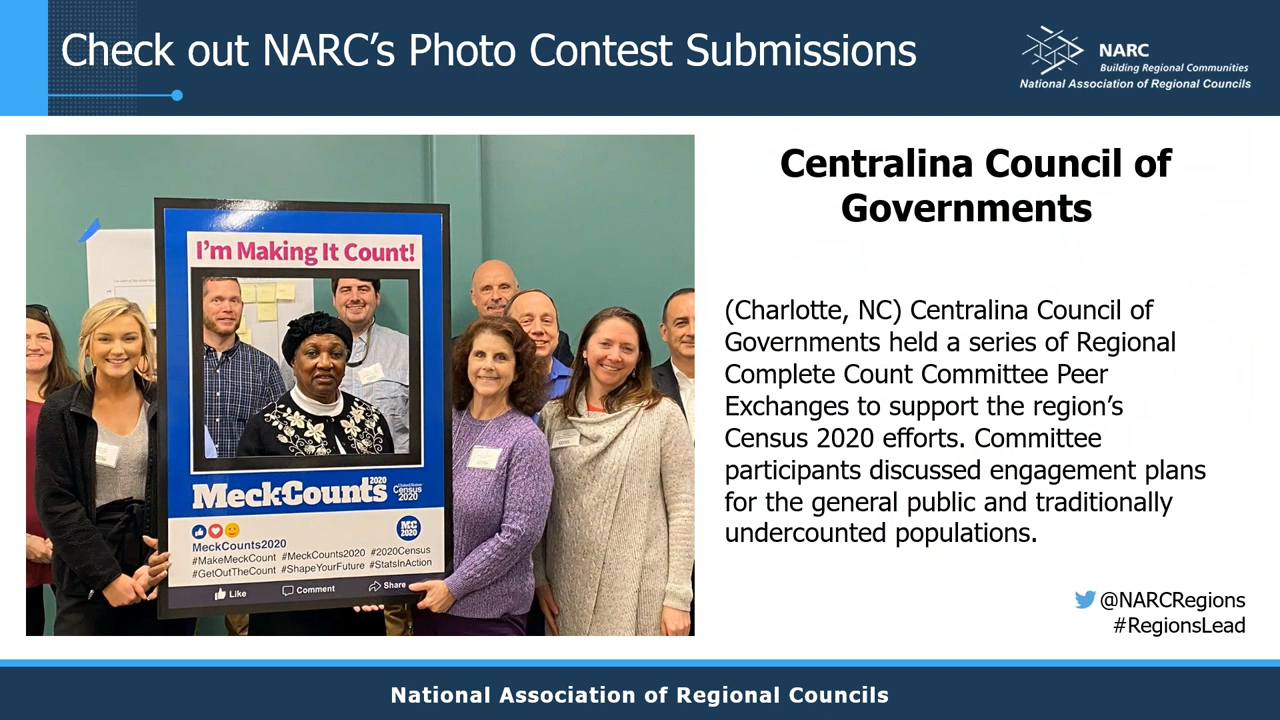 Check out NARC’s Photo Contest Submissions
NARC
Building Regional Communities
National Association of Regional Councils
I'm Making It Count!
MeckCounts
2020
Census
2020
MC
2020
MeckCounts2020
#MakeMeckCount #MeckCounts2020 #2020Census
#GetOutTheCount #ShapeYourFuture #StatsInAction
Like
Comment
Share
Centralina Council of
Governments
(Charlotte, NC) Centralina Council of
Governments held a series of Regional
Complete Count Committee Peer
Exchanges to support the region’s
Census 2020 efforts. Committee
participants discussed engagement plans
for the general public and traditionally
undercounted populations.
@NARCRegions
#RegionsLead
National Association of Regional Councils